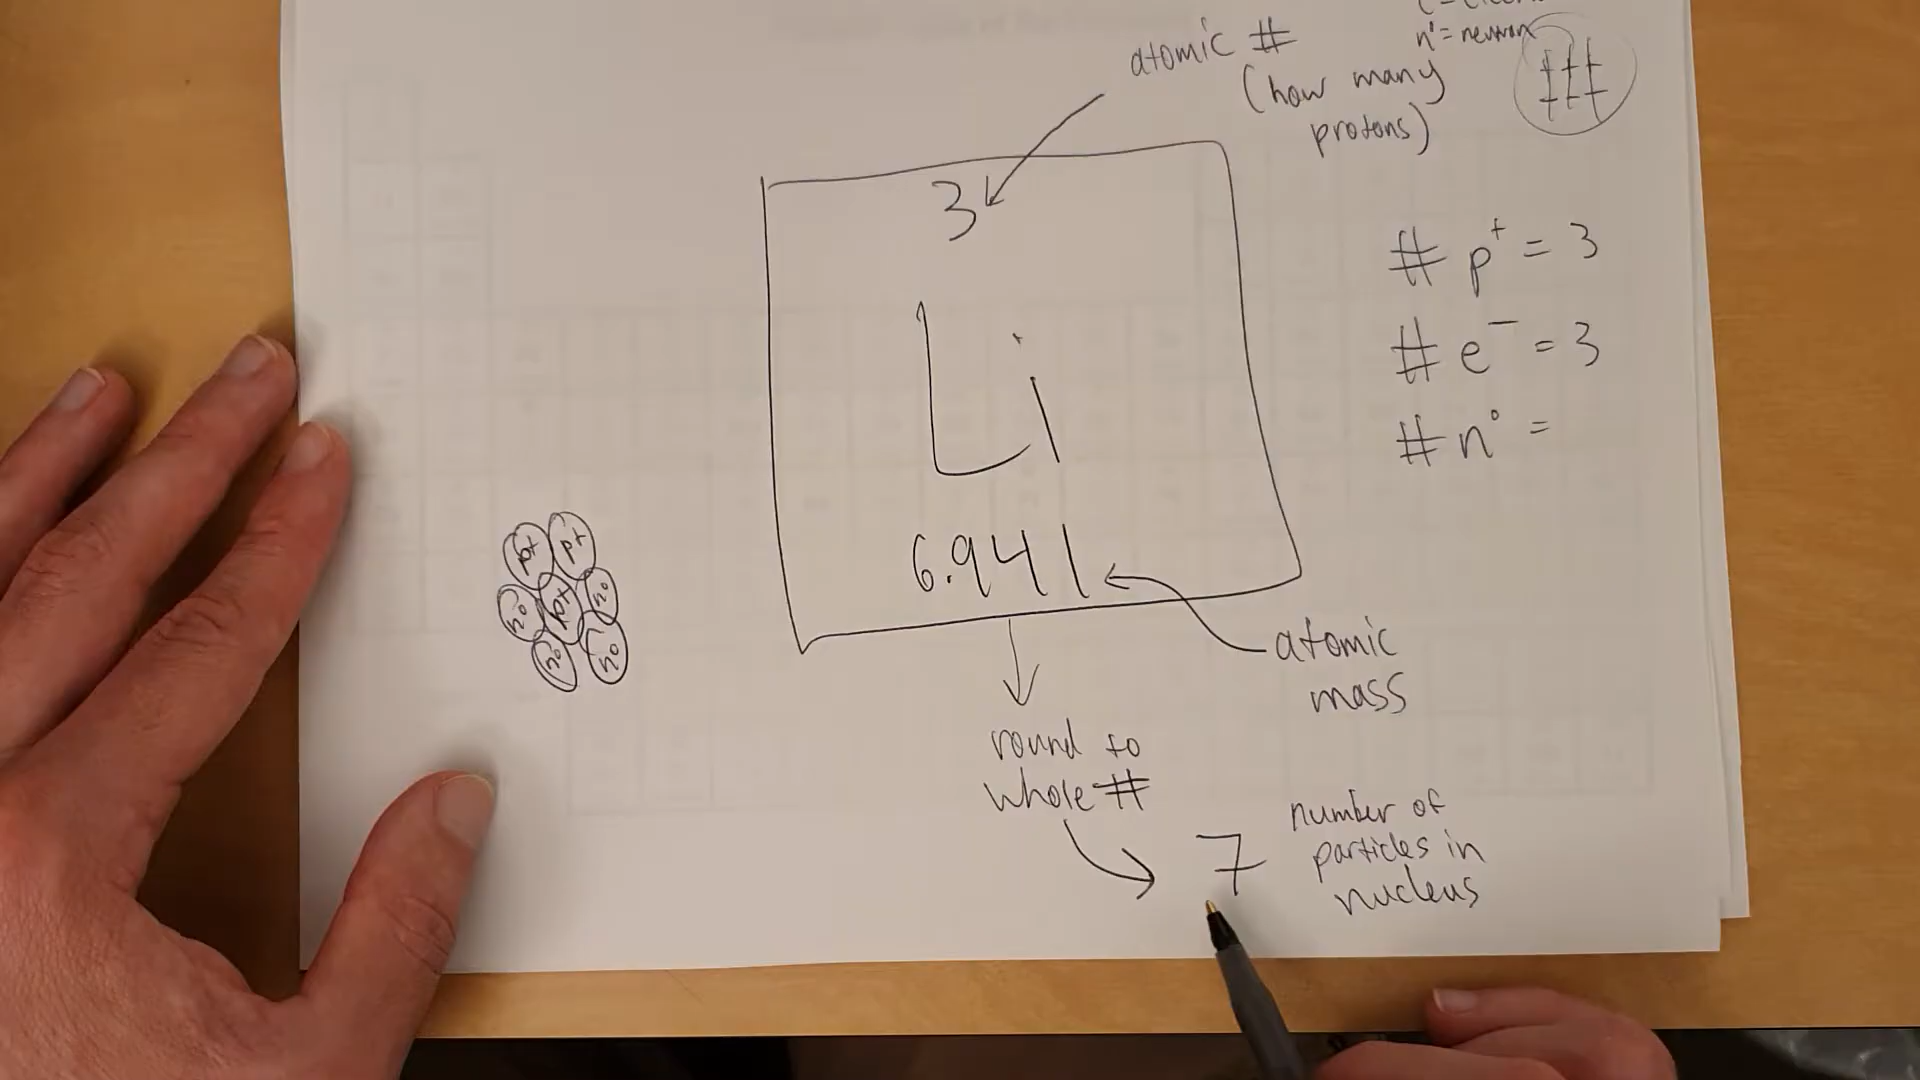 n° = neutron
atomic #
(how many
protons)
3
Li
6.941
# p⁺ = 3
# e⁻ = 3
# n° =
p+ p+
n° p+ n°
n° n°
atomic
mass
round to
whole #
7
number of
particles in
nucleus